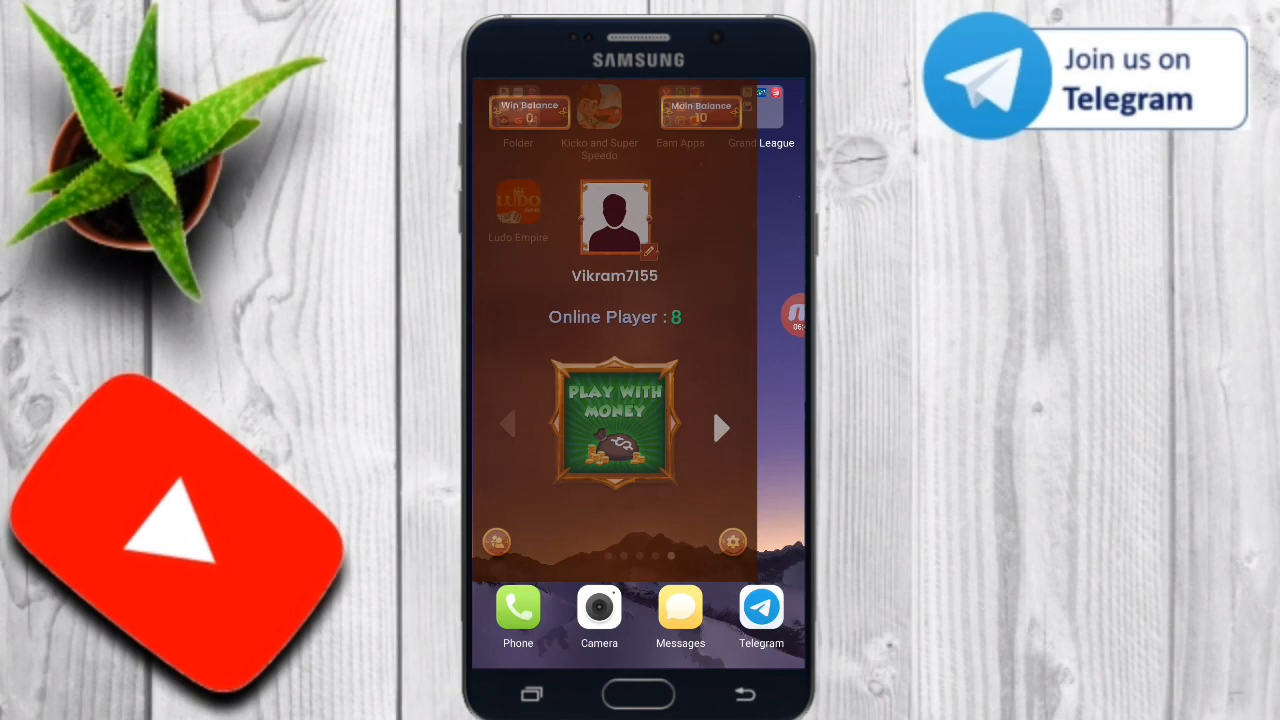 SAMSUNG
Join us on
Telegram
Win Balance
0
Main Balance
10
Folder
Kicko and Super
Speedo
Earn Apps
Grand League
LUDO
Ludo Empire
Vikram7155
Online Player : 8
PLAY WITH
MONEY
Phone
Camera
Messages
Telegram